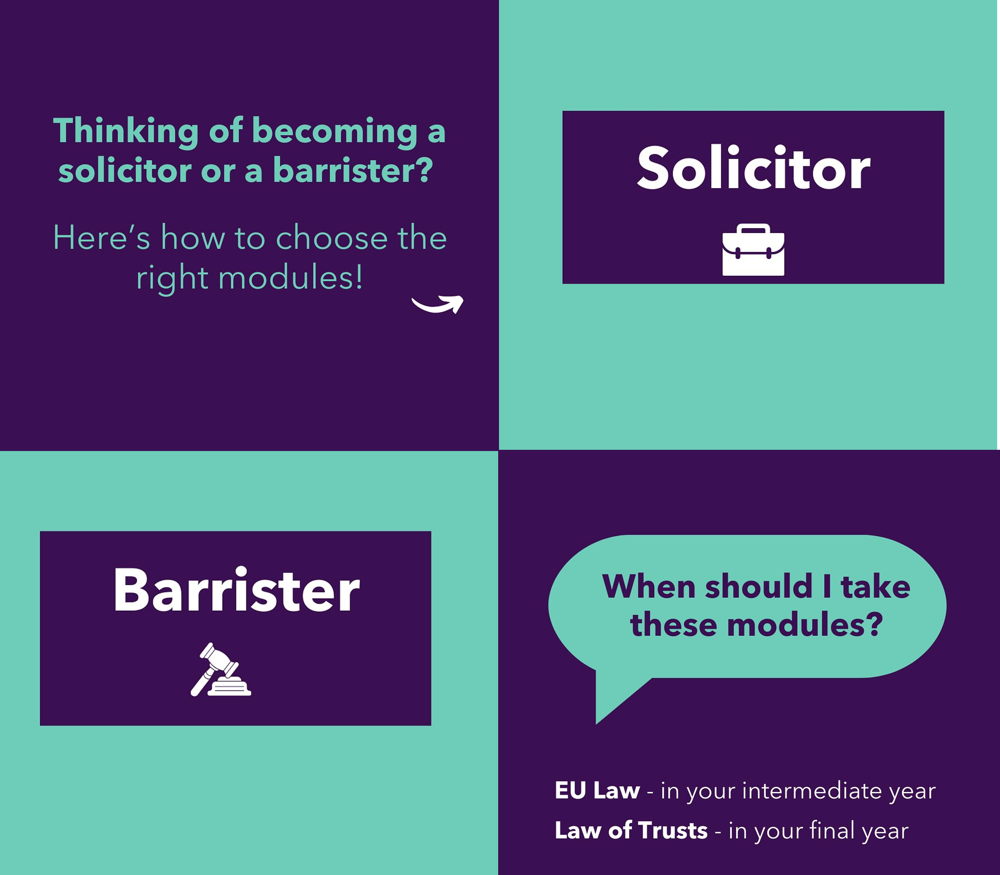 Thinking of becoming a
solicitor or a barrister?
Here's how to choose the
right modules!
Solicitor
Barrister
When should I take
these modules?
EU Law - in your intermediate year
Law of Trusts - in your final year